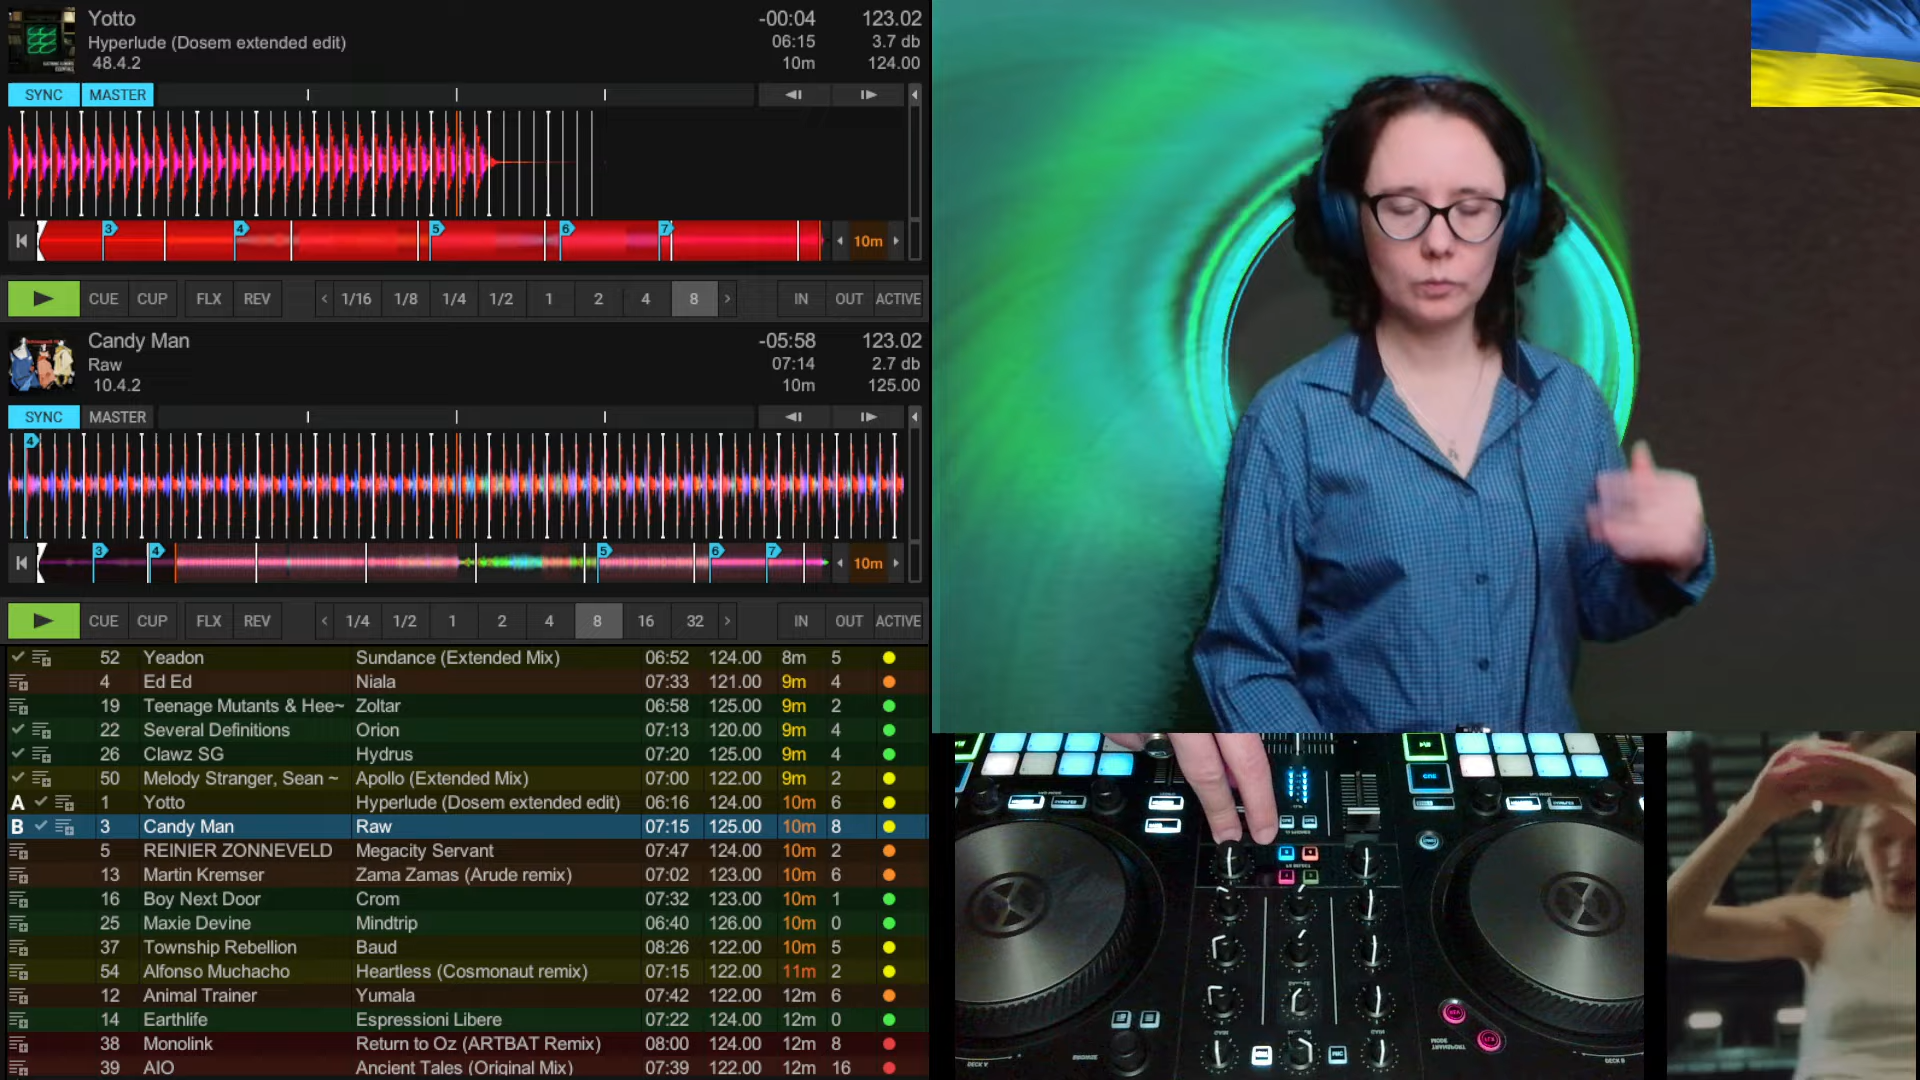 Yotto -00:04 123.02
Hyperlude (Dosem extended edit) 06:15 3.7 db
48.4.2 10m 124.00
SYNC MASTER
3 4 5 6 7 10m
CUE CUP FLX REV 1/16 1/8 1/4 1/2 1 2 4 8 IN OUT ACTIVE
Candy Man -05:58 123.02
Raw 07:14 2.7 db
10.4.2 10m 125.00
SYNC MASTER
4
3 4 5 6 7 10m
CUE CUP FLX REV 1/4 1/2 1 2 4 8 16 32 IN OUT ACTIVE
52 Yeadon Sundance (Extended Mix) 06:52 124.00 8m 5
4 Ed Ed Niala 07:33 121.00 9m 4
19 Teenage Mutants & Hee~ Zoltar 06:58 125.00 9m 2
22 Several Definitions Orion 07:13 120.00 9m 4
26 Clawz SG Hydrus 07:20 125.00 9m 4
50 Melody Stranger, Sean ~ Apollo (Extended Mix) 07:00 122.00 9m 2
A 1 Yotto Hyperlude (Dosem extended edit) 06:16 124.00 10m 6
B 3 Candy Man Raw 07:15 125.00 10m 8
5 REINIER ZONNEVELD Megacity Servant 07:47 124.00 10m 2
13 Martin Kremser Zama Zamas (Arude remix) 07:02 123.00 10m 6
16 Boy Next Door Crom 07:32 123.00 10m 1
25 Maxie Devine Mindtrip 06:40 126.00 10m 0
37 Township Rebellion Baud 08:26 122.00 10m 5
54 Alfonso Muchacho Heartless (Cosmonaut remix) 07:15 122.00 11m 2
12 Animal Trainer Yumala 07:42 122.00 12m 6
14 Earthlife Espressioni Libere 07:22 124.00 12m 0
38 Monolink Return to Oz (ARTBAT Remix) 08:00 124.00 12m 8
39 AIO Ancient Tales (Original Mix) 07:39 122.00 12m 16